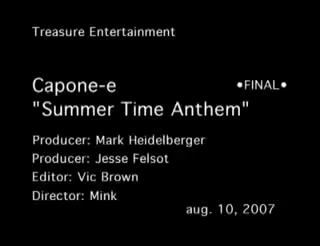 Treasure Entertainment
Capone-e •FINAL•
"Summer Time Anthem"
Producer: Mark Heidelberger
Producer: Jesse Felsot
Editor: Vic Brown
Director: Mink
aug. 10, 2007